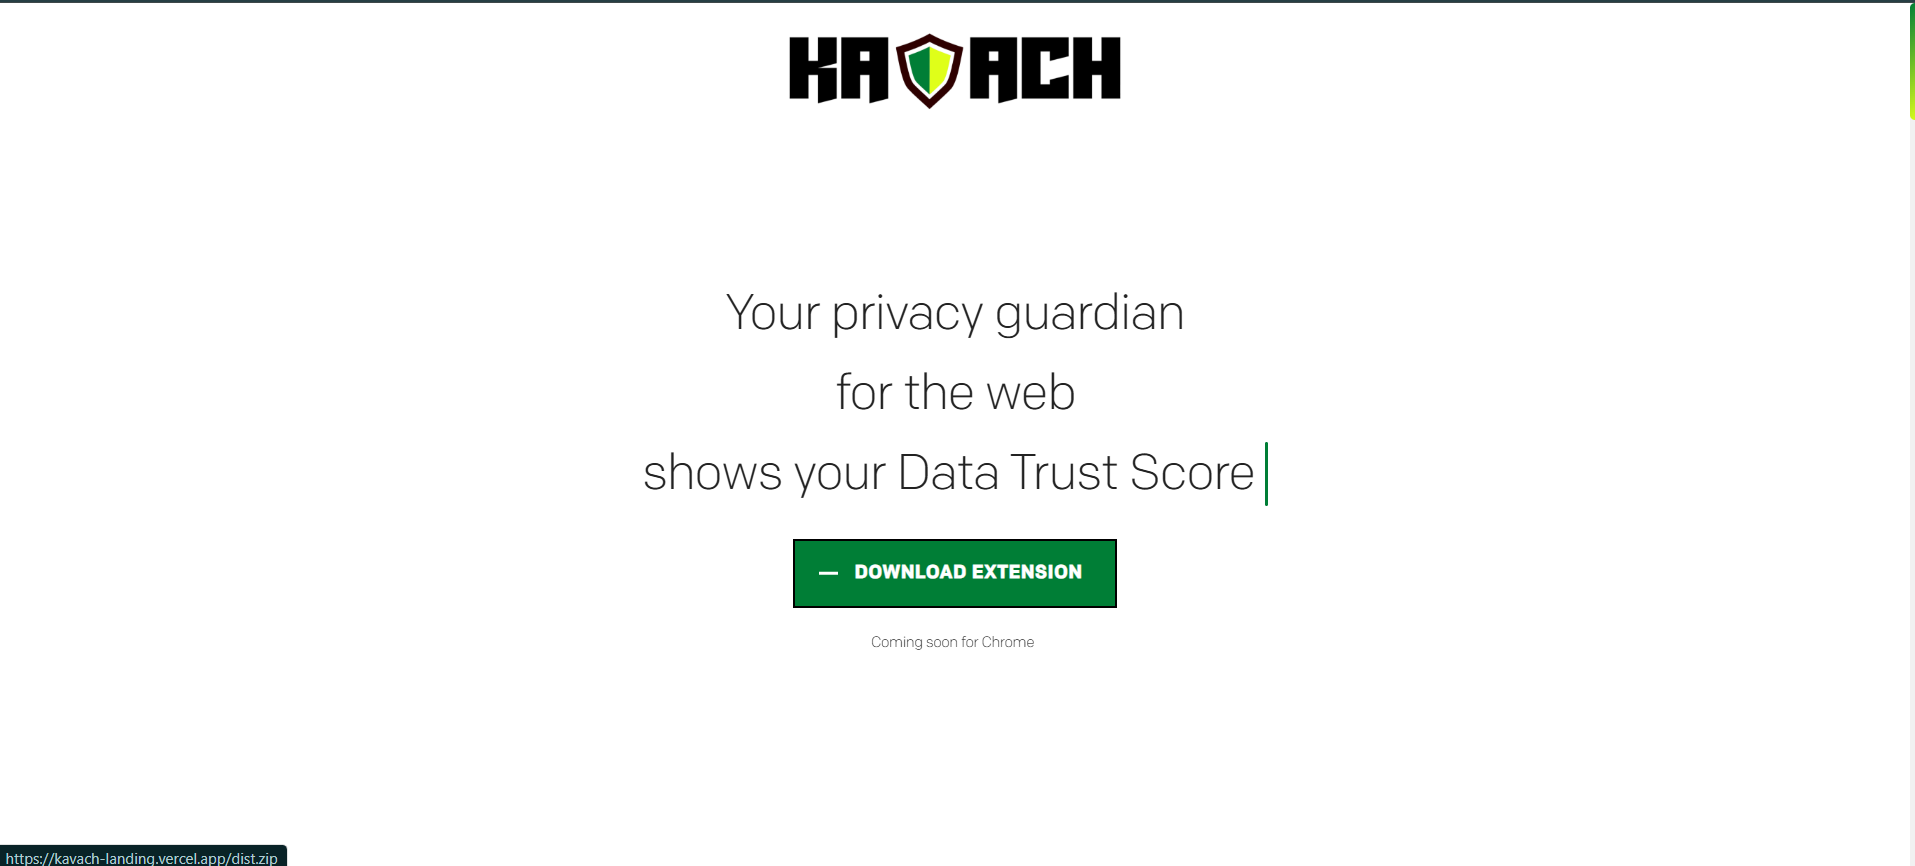 KAVACH
Your privacy guardian
for the web
shows your Data Trust Score
— DOWNLOAD EXTENSION
Coming soon for Chrome
https://kavach-landing.vercel.app/dist.zip